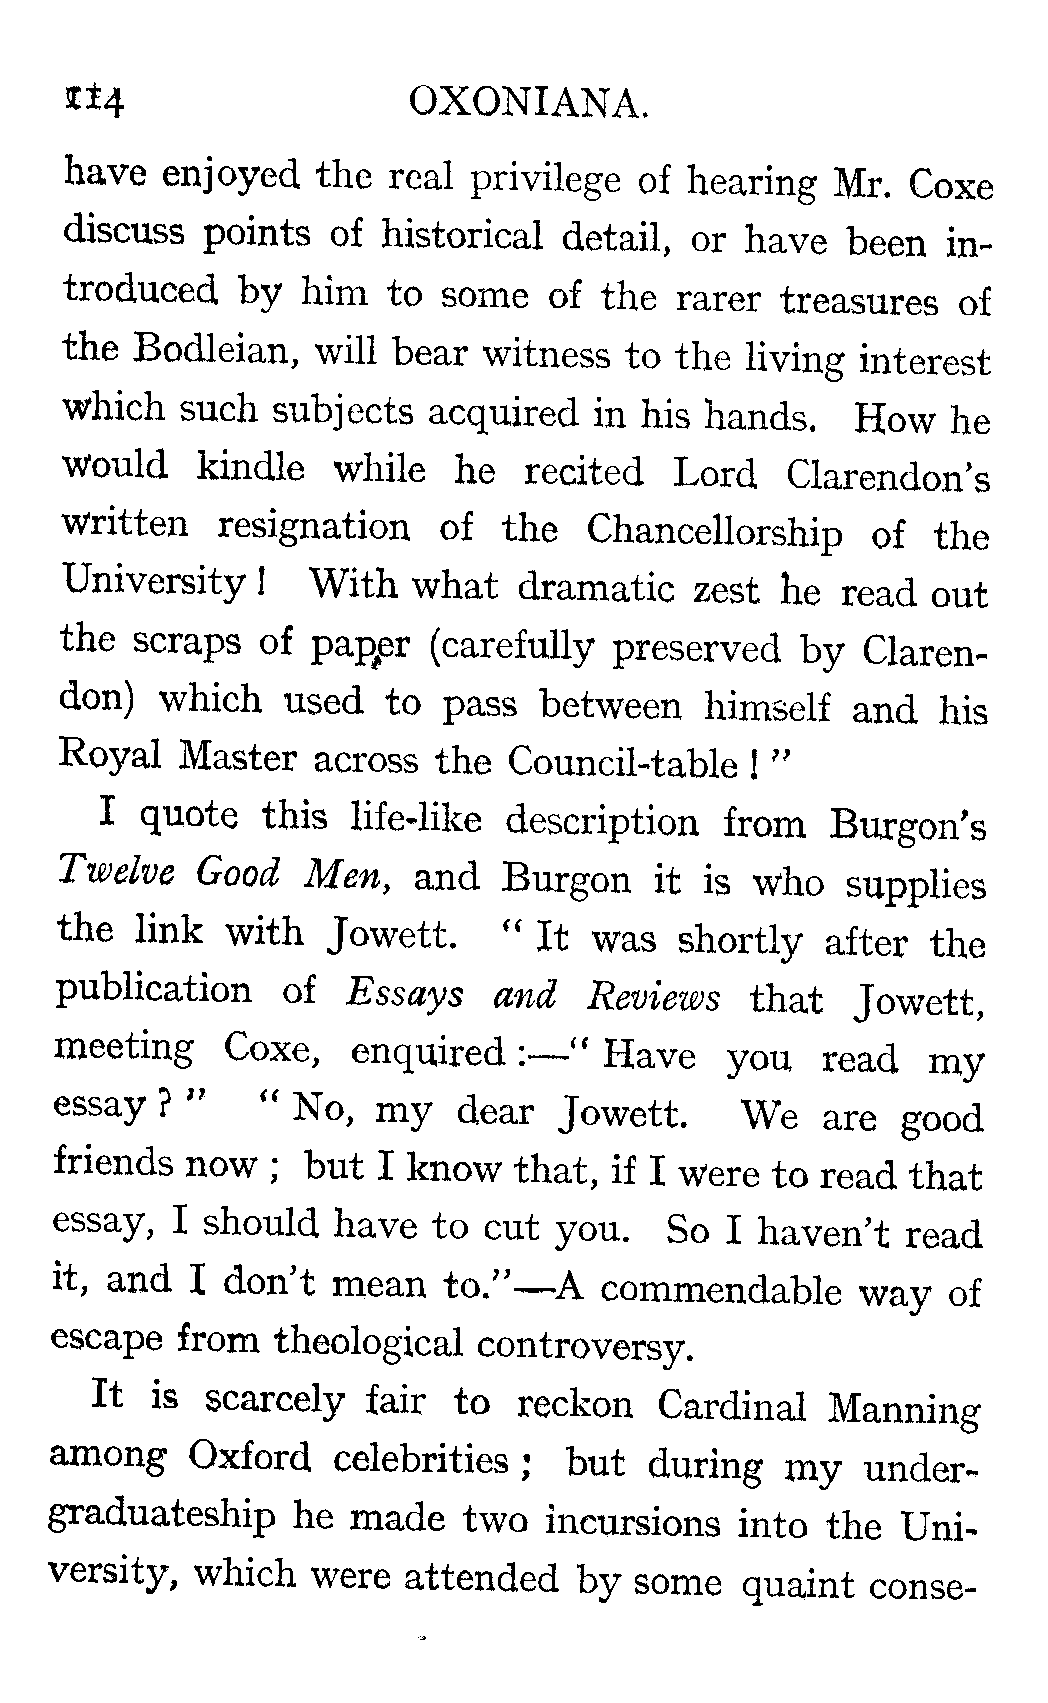 114 OXONIANA.
have enjoyed the real privilege of hearing Mr. Coxe
discuss points of historical detail, or have been in-
troduced by him to some of the rarer treasures of
the Bodleian, will bear witness to the living interest
which such subjects acquired in his hands. How he
would kindle while he recited Lord Clarendon's
written resignation of the Chancellorship of the
University! With what dramatic zest he read out
the scraps of paper (carefully preserved by Claren-
don) which used to pass between himself and his
Royal Master across the Council-table!"
I quote this life-like description from Burgon's
Twelve Good Men, and Burgon it is who supplies
the link with Jowett. "It was shortly after the
publication of Essays and Reviews that Jowett,
meeting Coxe, enquired:—"Have you read my
essay?" "No, my dear Jowett. We are good
friends now; but I know that, if I were to read that
essay, I should have to cut you. So I haven't read
it, and I don't mean to."—A commendable way of
escape from theological controversy.
It is scarcely fair to reckon Cardinal Manning
among Oxford celebrities; but during my under-
graduateship he made two incursions into the Uni-
versity, which were attended by some quaint conse-